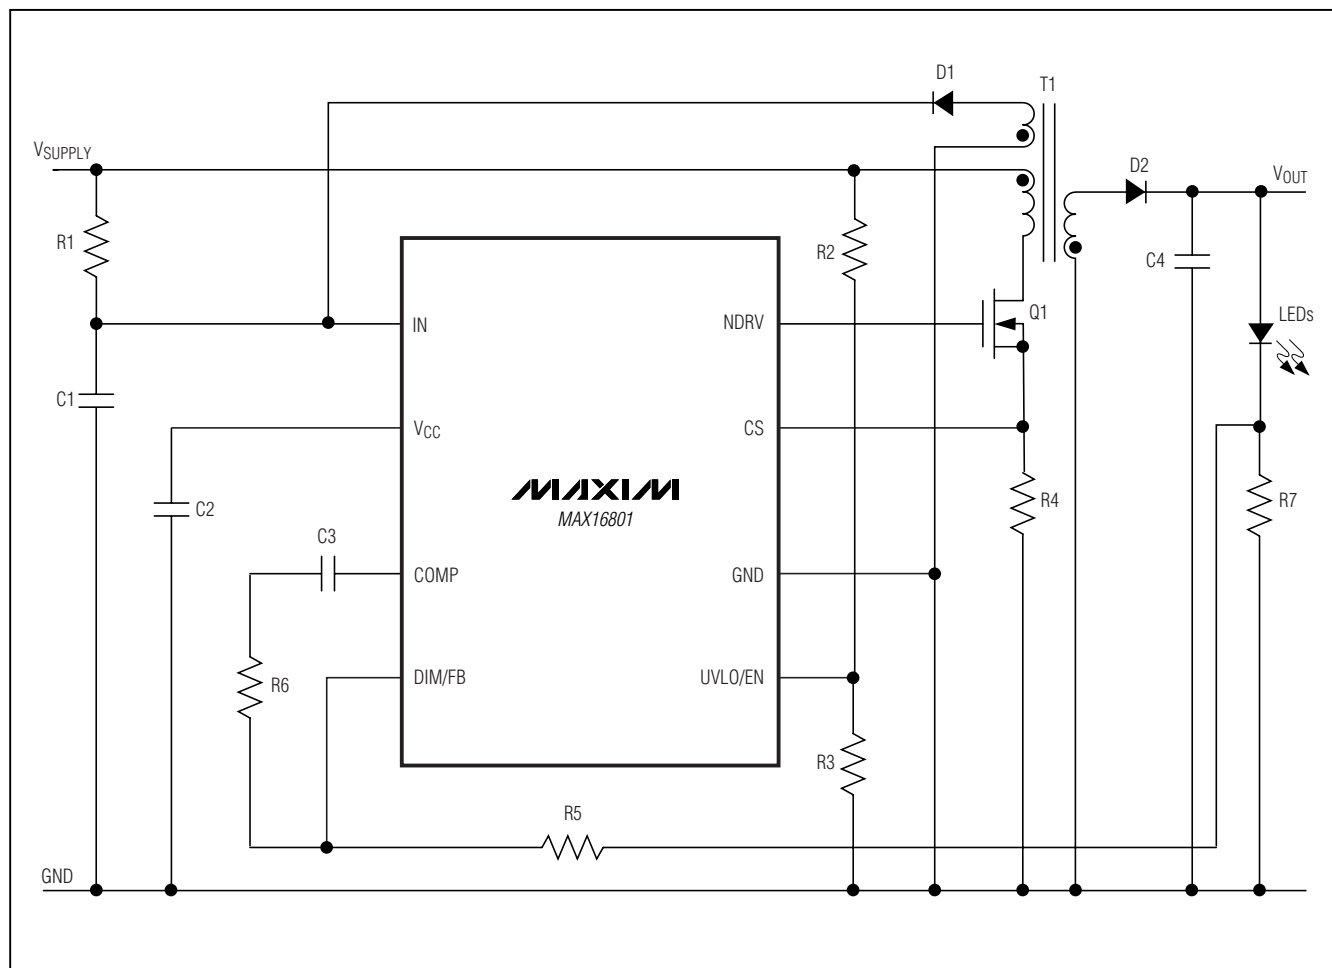 D1
T1
VSUPPLY
D2
VOUT
R1
R2
C4
IN
NDRV
Q1
LEDs
C1
VCC
CS
MAXIM
MAX16801
C2
R4
R7
C3
COMP
GND
R6
DIM/FB
UVLO/EN
R3
R5
GND